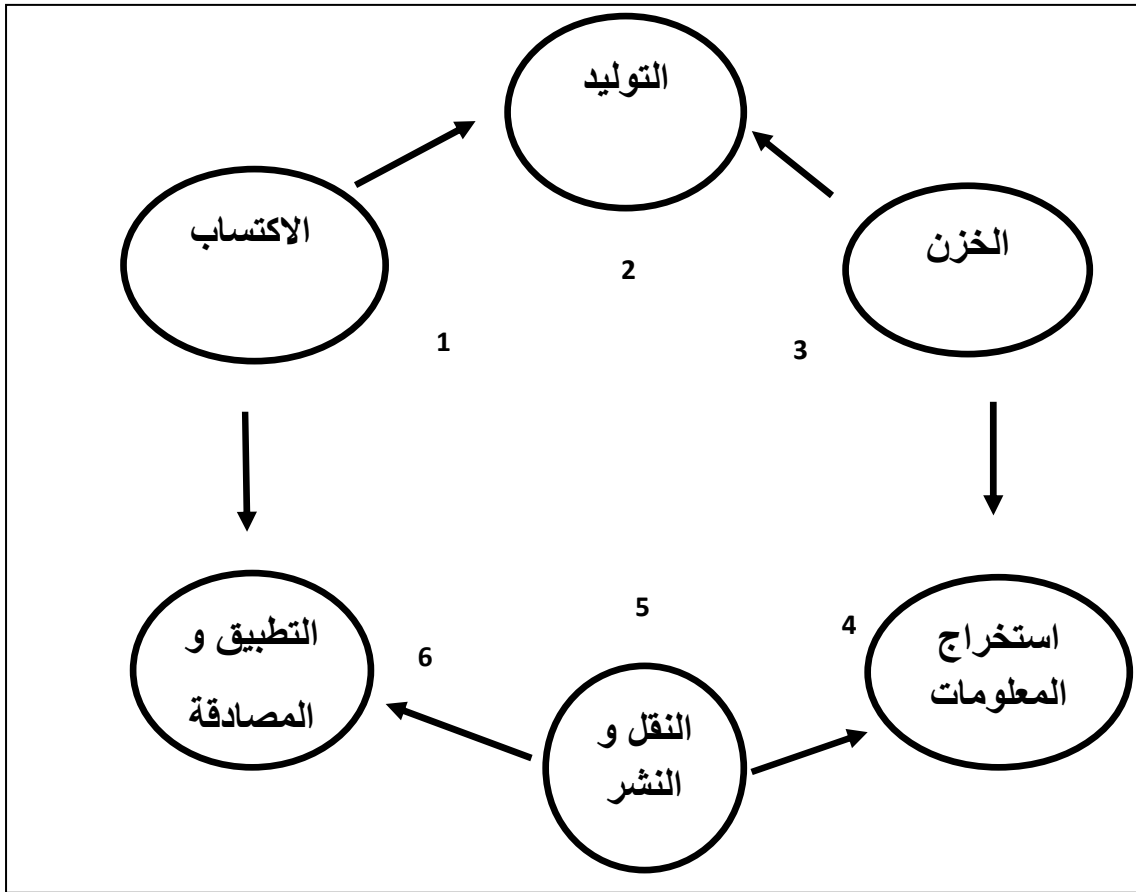 التوليد
2
الاكتساب
1
الخزن
3
استخراج
المعلومات
4
النقل و
النشر
5
التطبيق و
المصادقة
6